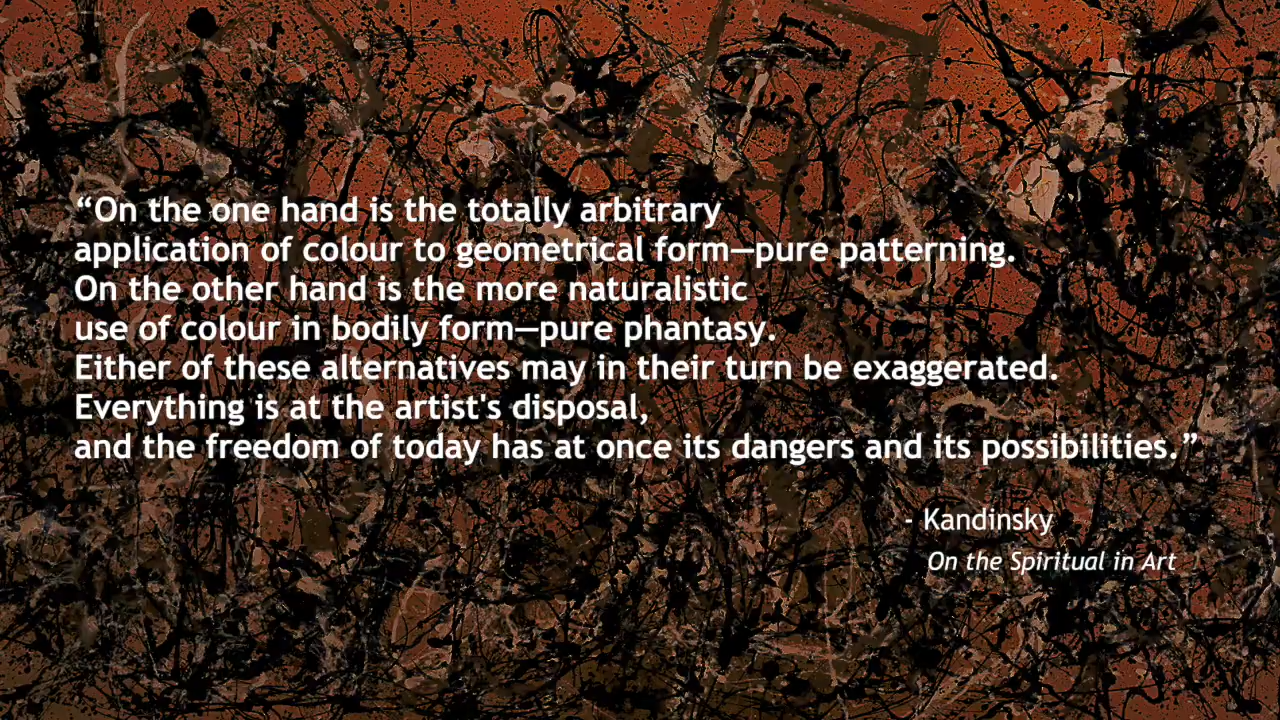 “On the one hand is the totally arbitrary
application of colour to geometrical form—pure patterning.
On the other hand is the more naturalistic
use of colour in bodily form—pure phantasy.
Either of these alternatives may in their turn be exaggerated.
Everything is at the artist's disposal,
and the freedom of today has at once its dangers and its possibilities.”
- Kandinsky
On the Spiritual in Art